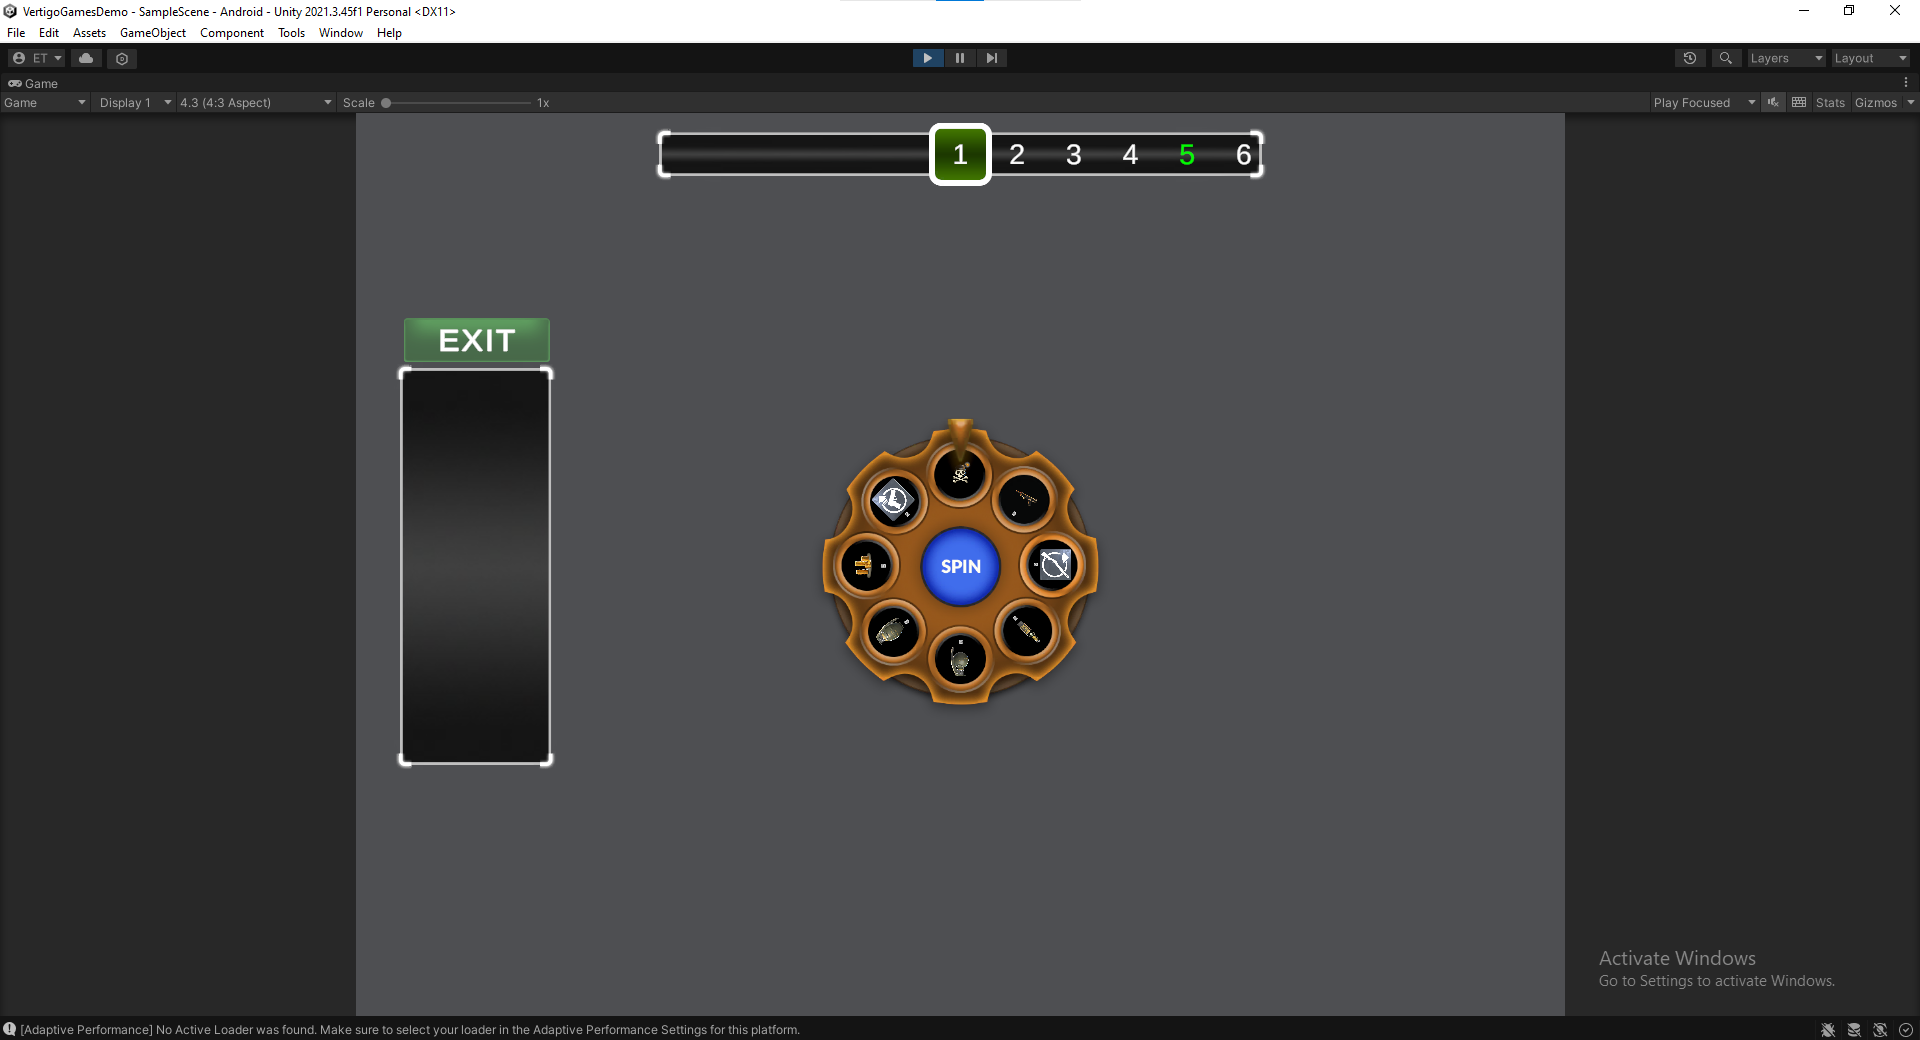 VertigoGamesDemo - SampleScene - Android - Unity 2021.3.45f1 Personal <DX11>
File Edit Assets GameObject Component Tools Window Help
ET Layers Layout
Game
Game Display 1 4.3 (4:3 Aspect) Scale 1x Play Focused Stats Gizmos
1 2 3 4 5 6
EXIT
SPIN
Activate Windows
Go to Settings to activate Windows.
[Adaptive Performance] No Active Loader was found. Make sure to select your loader in the Adaptive Performance Settings for this platform.